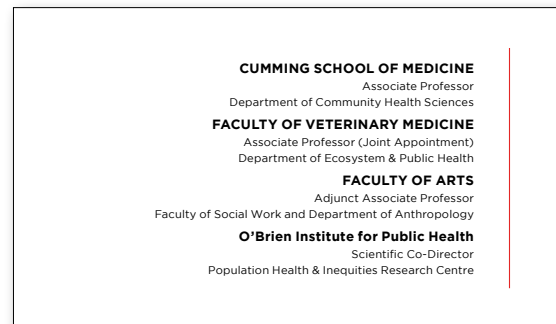 CUMMING SCHOOL OF MEDICINE
Associate Professor
Department of Community Health Sciences
FACULTY OF VETERINARY MEDICINE
Associate Professor (Joint Appointment)
Department of Ecosystem & Public Health
FACULTY OF ARTS
Adjunct Associate Professor
Faculty of Social Work and Department of Anthropology
O’Brien Institute for Public Health
Scientific Co-Director
Population Health & Inequities Research Centre